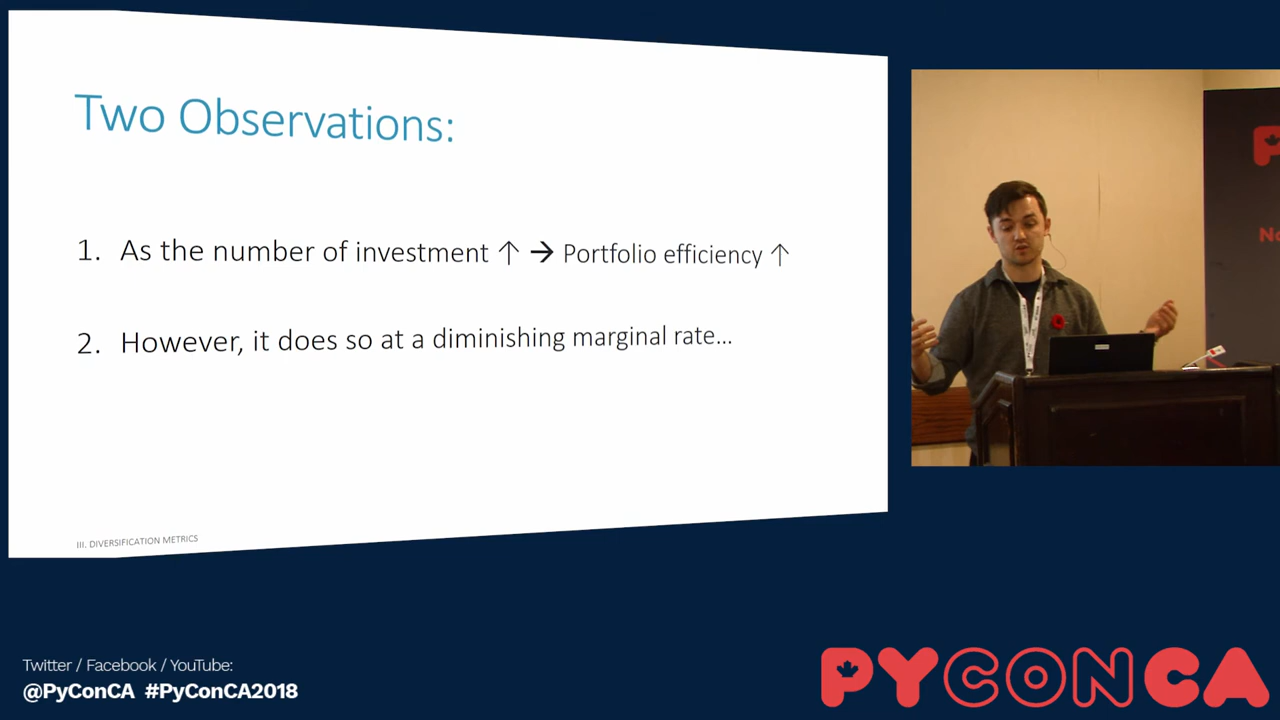 Two Observations:
1. As the number of investment ↑ → Portfolio efficiency ↑
2. However, it does so at a diminishing marginal rate...
III. DIVERSIFICATION METRICS
Twitter / Facebook / YouTube:
@PyConCA #PyConCA2018
PYCONCA
P
No